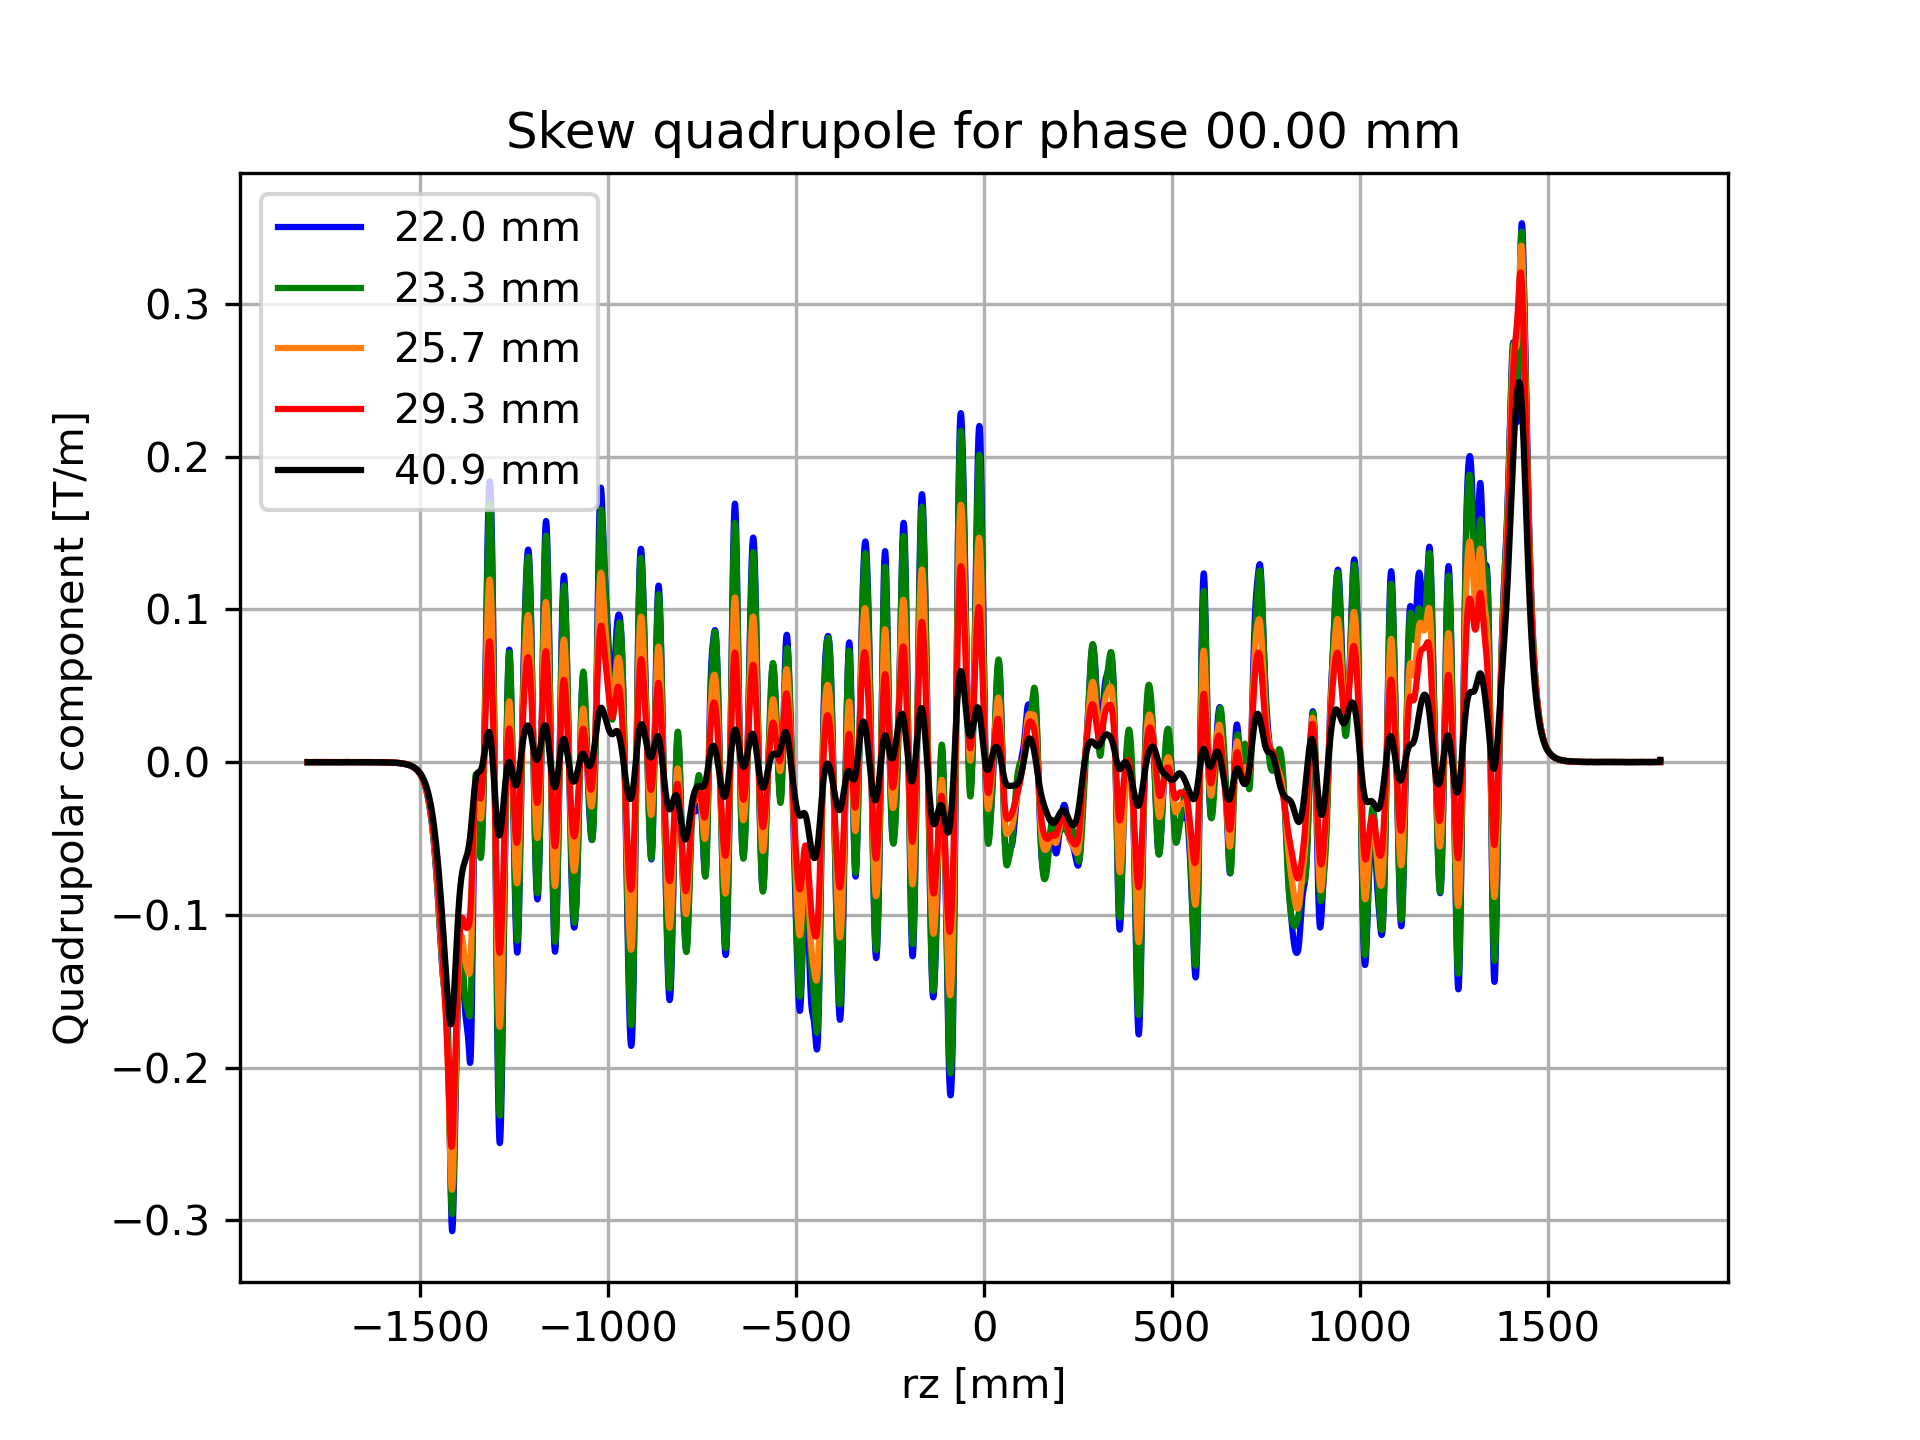 Skew quadrupole for phase 00.00 mm
22.0 mm
23.3 mm
25.7 mm
29.3 mm
40.9 mm
Quadrupolar component [T/m]
0.3
0.2
0.1
0.0
−0.1
−0.2
−0.3
−1500 −1000 −500 0 500 1000 1500
rz [mm]